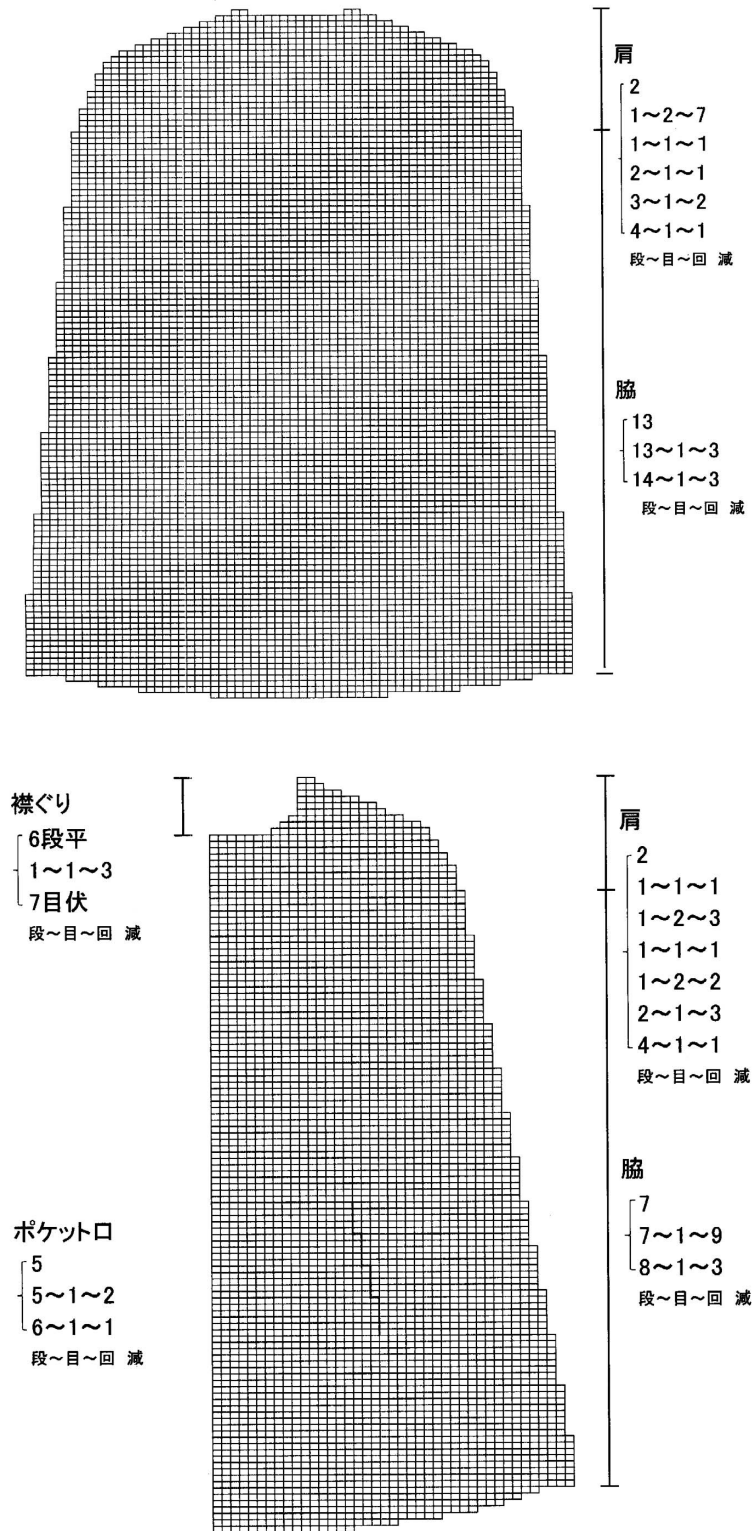 肩
2
1～2～7
1～1～1
2～1～1
3～1～2
4～1～1
段～目～回 減
脇
13
13～1～3
14～1～3
段～目～回 減
襟ぐり
6段平
1～1～3
7目伏
段～目～回 減
肩
2
1～1～1
1～2～3
1～1～1
1～2～2
2～1～3
4～1～1
段～目～回 減
脇
7
7～1～9
8～1～3
段～目～回 減
ポケット口
5
5～1～2
6～1～1
段～目～回 減